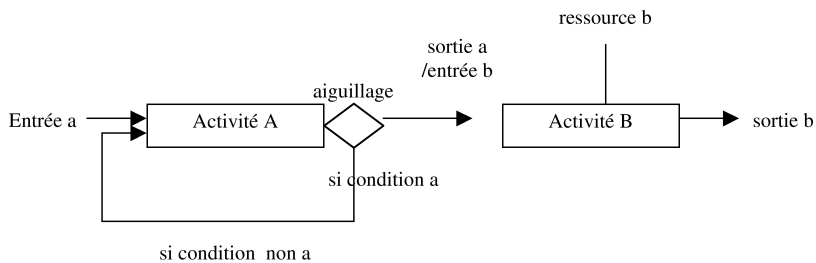 ressource b
sortie a
/entrée b
aiguillage
Entrée a
Activité A
Activité B
sortie b
si condition a
si condition non a